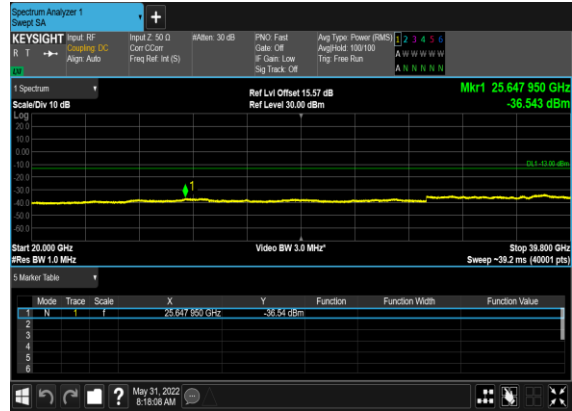 Spectrum Analyzer 1
Swept SA
KEYSIGHT Input: RF Input Z: 50 Ω #Atten: 30 dB PNO: Fast Avg Type: Power (RMS) 1 2 3 4 5 6
R T Coupling: DC Corr CCorr Gate: Off Avg|Hold: 100/100 A W W W W W
Align: Auto Freq Ref: Int (S) IF Gain: Low Trig: Free Run
Sig Track: Off A N N N N N
1 Spectrum Ref Lvl Offset 15.57 dB Mkr1 25.647 950 GHz
Scale/Div 10 dB Ref Level 30.00 dBm -36.543 dBm
Log
20.0
10.0
0.00
-10.0 DL1 -13.00 dBm
-20.0
-30.0 1
-40.0
-50.0
-60.0
Start 20.000 GHz Video BW 3.0 MHz* Stop 39.800 GHz
#Res BW 1.0 MHz Sweep ~39.2 ms (40001 pts)
5 Marker Table
Mode Trace Scale X Y Function Function Width Function Value
1 N 1 f 25.647 950 GHz -36.54 dBm
2
3
4
5
6
? May 31, 2022
8:18:08 AM